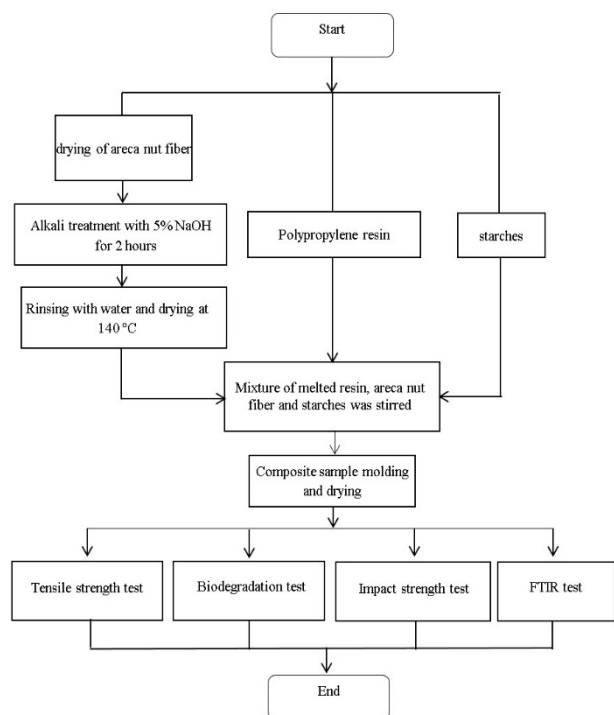 Start
drying of areca nut fiber
Alkali treatment with 5% NaOH
for 2 hours
Polypropylene resin
starches
Rinsing with water and drying at
140 °C
Mixture of melted resin, areca nut
fiber and starches was stirred
Composite sample molding
and drying
Tensile strength test
Biodegradation test
Impact strength test
FTIR test
End